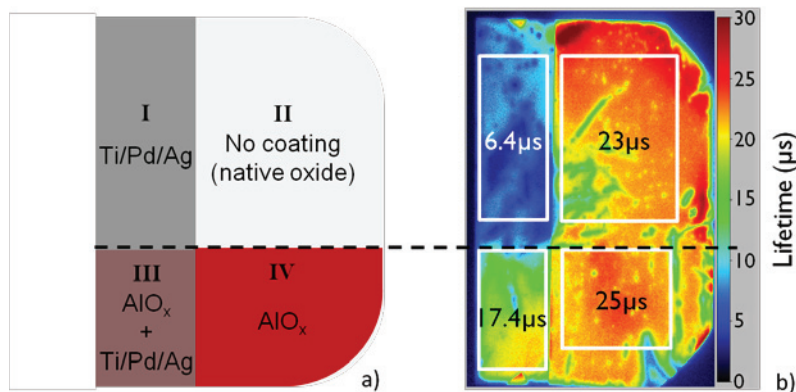 I
Ti/Pd/Ag
II
No coating
(native oxide)
III
AlOx
+
Ti/Pd/Ag
IV
AlOx
a)
6.4µs
23µs
17.4µs
25µs
30
25
20
15
10
5
0
Lifetime (µs)
b)